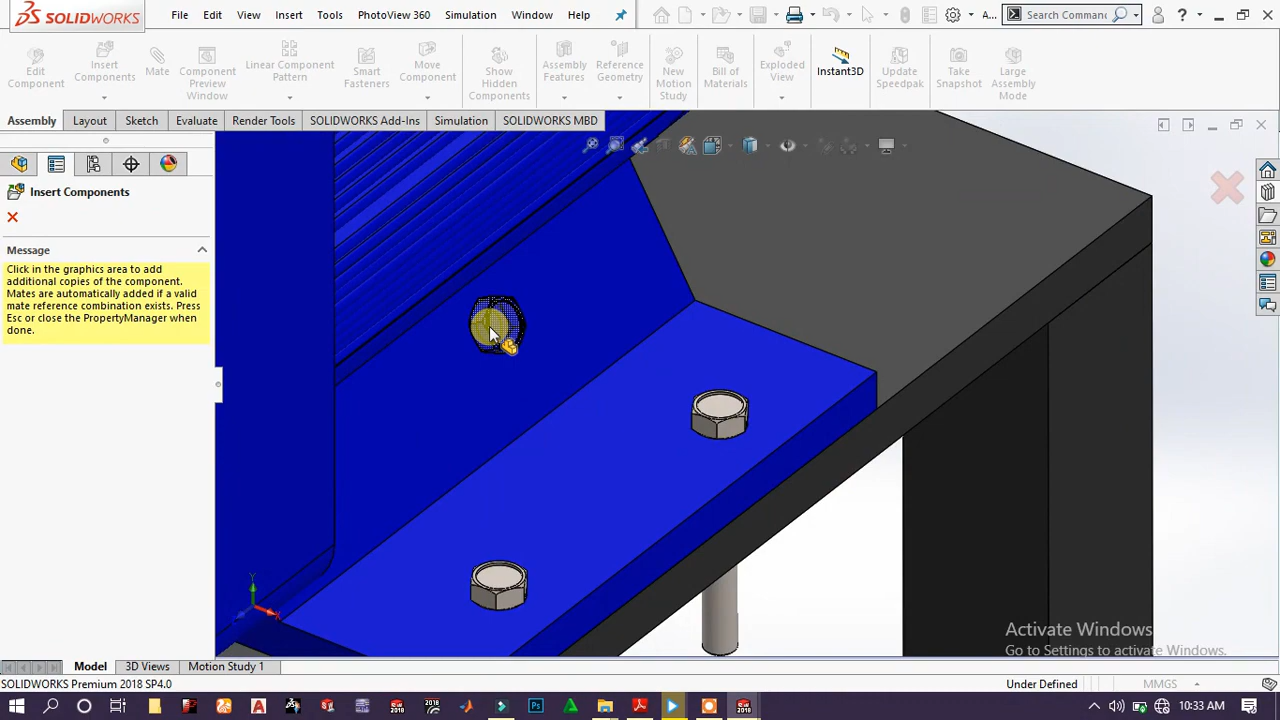 SOLIDWORKS
File Edit View Insert Tools PhotoView 360 Simulation Window Help
A...
Search Comman
Edit Component
Insert Components
Mate
Component Preview Window
Linear Component Pattern
Smart Fasteners
Move Component
Show Hidden Components
Assembly Features
Reference Geometry
New Motion Study
Bill of Materials
Exploded View
Instant3D
Update Speedpak
Take Snapshot
Large Assembly Mode
Assembly Layout Sketch Evaluate Render Tools SOLIDWORKS Add-Ins Simulation SOLIDWORKS MBD
Insert Components
Message
Click in the graphics area to add
additional copies of the component.
Mates are automatically added if a valid
mate reference combination exists. Press
Esc or close the PropertyManager when
done.
Y
X
Activate Windows
Go to Settings to activate Windows.
Model 3D Views Motion Study 1
SOLIDWORKS Premium 2018 SP4.0
Under Defined
MMGS
10:33 AM